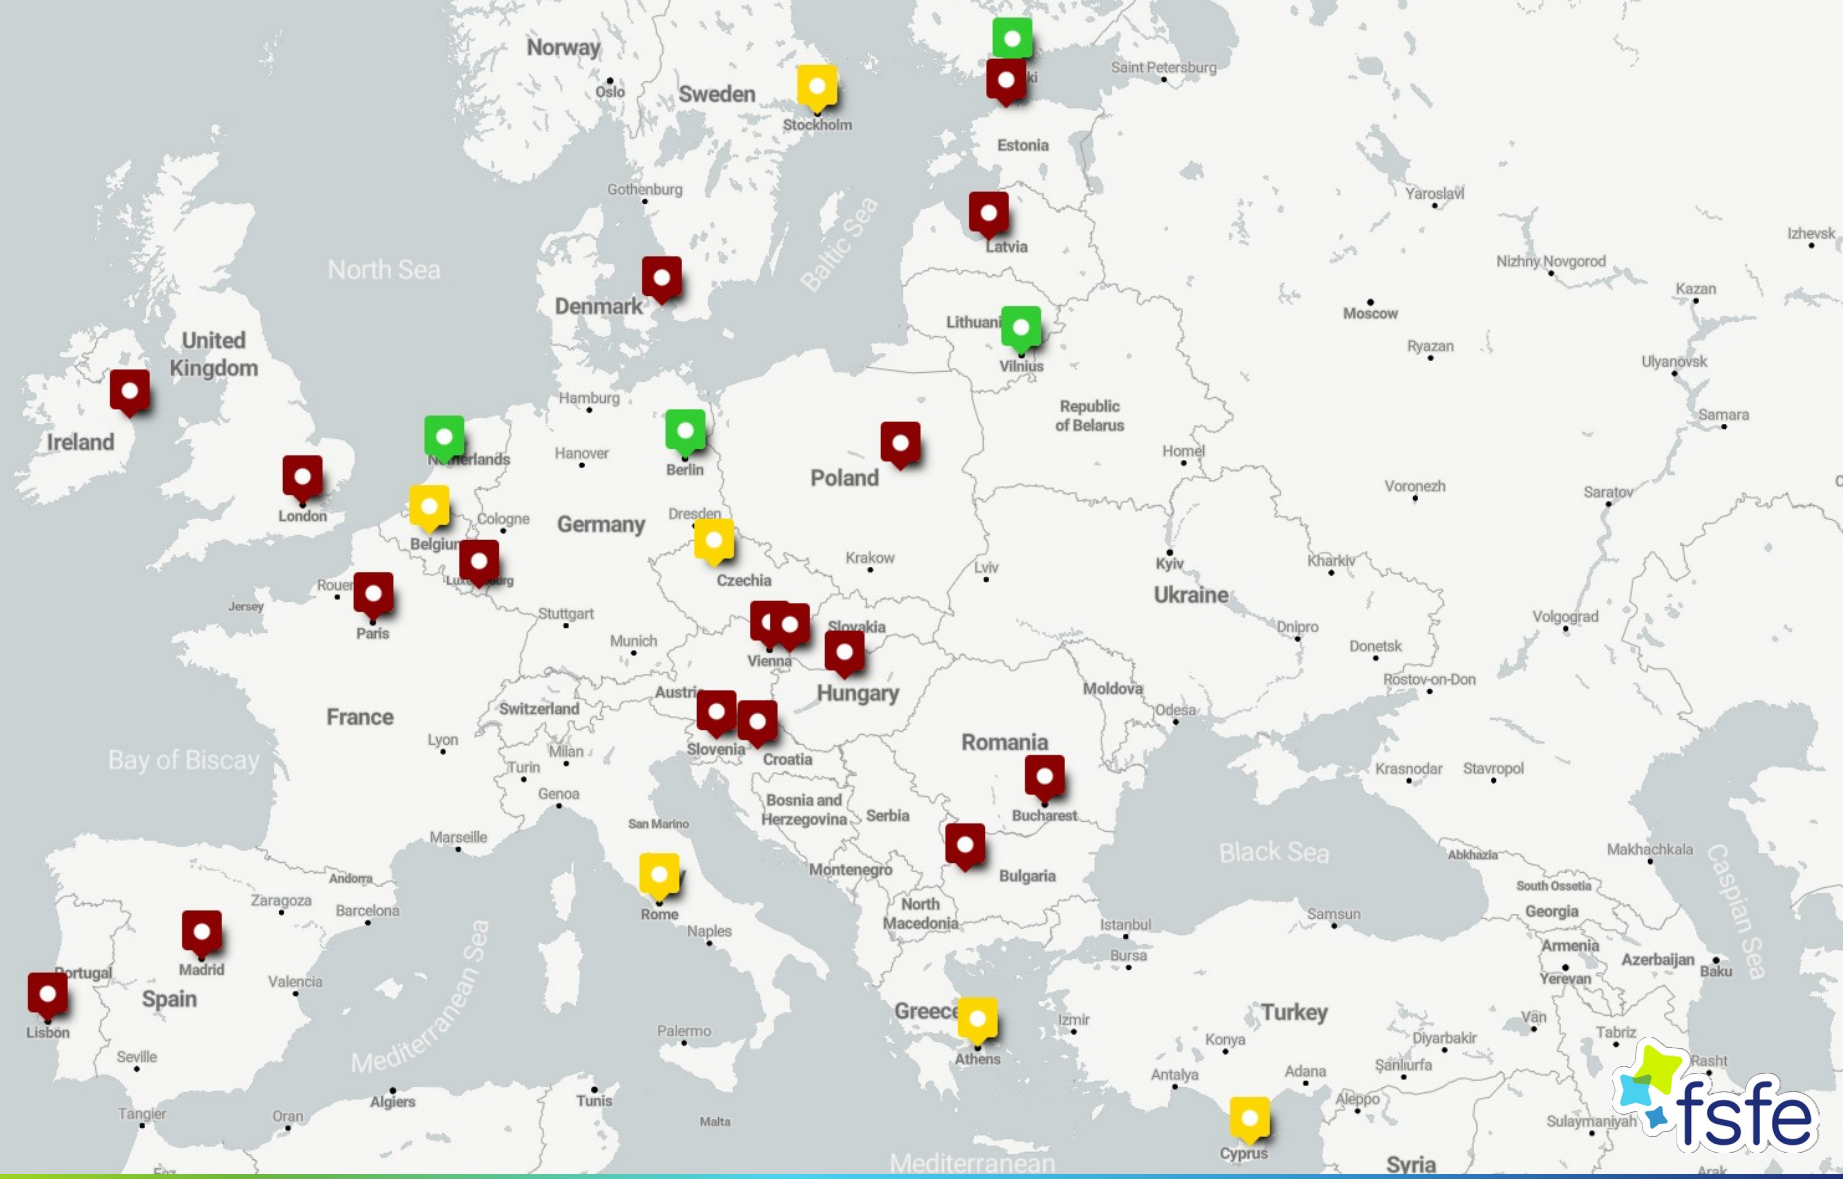 Norway
Oslo
Sweden
Stockholm
ki
Saint Petersburg
Estonia
Gothenburg
Baltic Sea
Latvia
Yaroslavl
Izhevsk
Nizhny Novgorod
Kazan
North Sea
Denmark
Moscow
Lithuani
Vilnius
Ryazan
Ulyanovsk
United
Kingdom
Hamburg
Republic
of Belarus
Samara
Ireland
Netherlands
Hanover
Berlin
Homel
Poland
London
Voronezh
Saratov
Cologne
Dresden
Germany
Belgium
Krakow
Lviv
Kyiv
Kharkiv
Luxembourg
Czechia
Rouen
Jersey
Ukraine
Paris
Stuttgart
Slovakia
Dnipro
Volgograd
Munich
Vienna
Donetsk
Rostov-on-Don
Austri
Hungary
Moldova
Switzerland
Odesa
France
Lyon
Milan
Slovenia
Croatia
Romania
Bay of Biscay
Turin
Krasnodar
Stavropol
Genoa
Bosnia and
Herzegovina
Serbia
Bucharest
San Marino
Marseille
Black Sea
Abkhazia
Makhachkala
Caspian Sea
Andorra
Montenegro
Bulgaria
South Ossetia
Zaragoza
Barcelona
Rome
Naples
North
Macedonia
Istanbul
Samsun
Georgia
Bursa
Armenia
Azerbaijan
Baku
Yerevan
Portugal
Madrid
Spain
Valencia
Mediterranean Sea
Lisbon
Greece
Izmir
Turkey
Van
Tabriz
Palermo
Athens
Konya
Diyarbakir
Seville
Antalya
Adana
Şanlıurfa
Rasht
Algiers
Tunis
Aleppo
Tangier
Oran
Malta
Sulaymaniyah
fsfe
Cyprus
Mediterranean
Syria
Fez
Arak